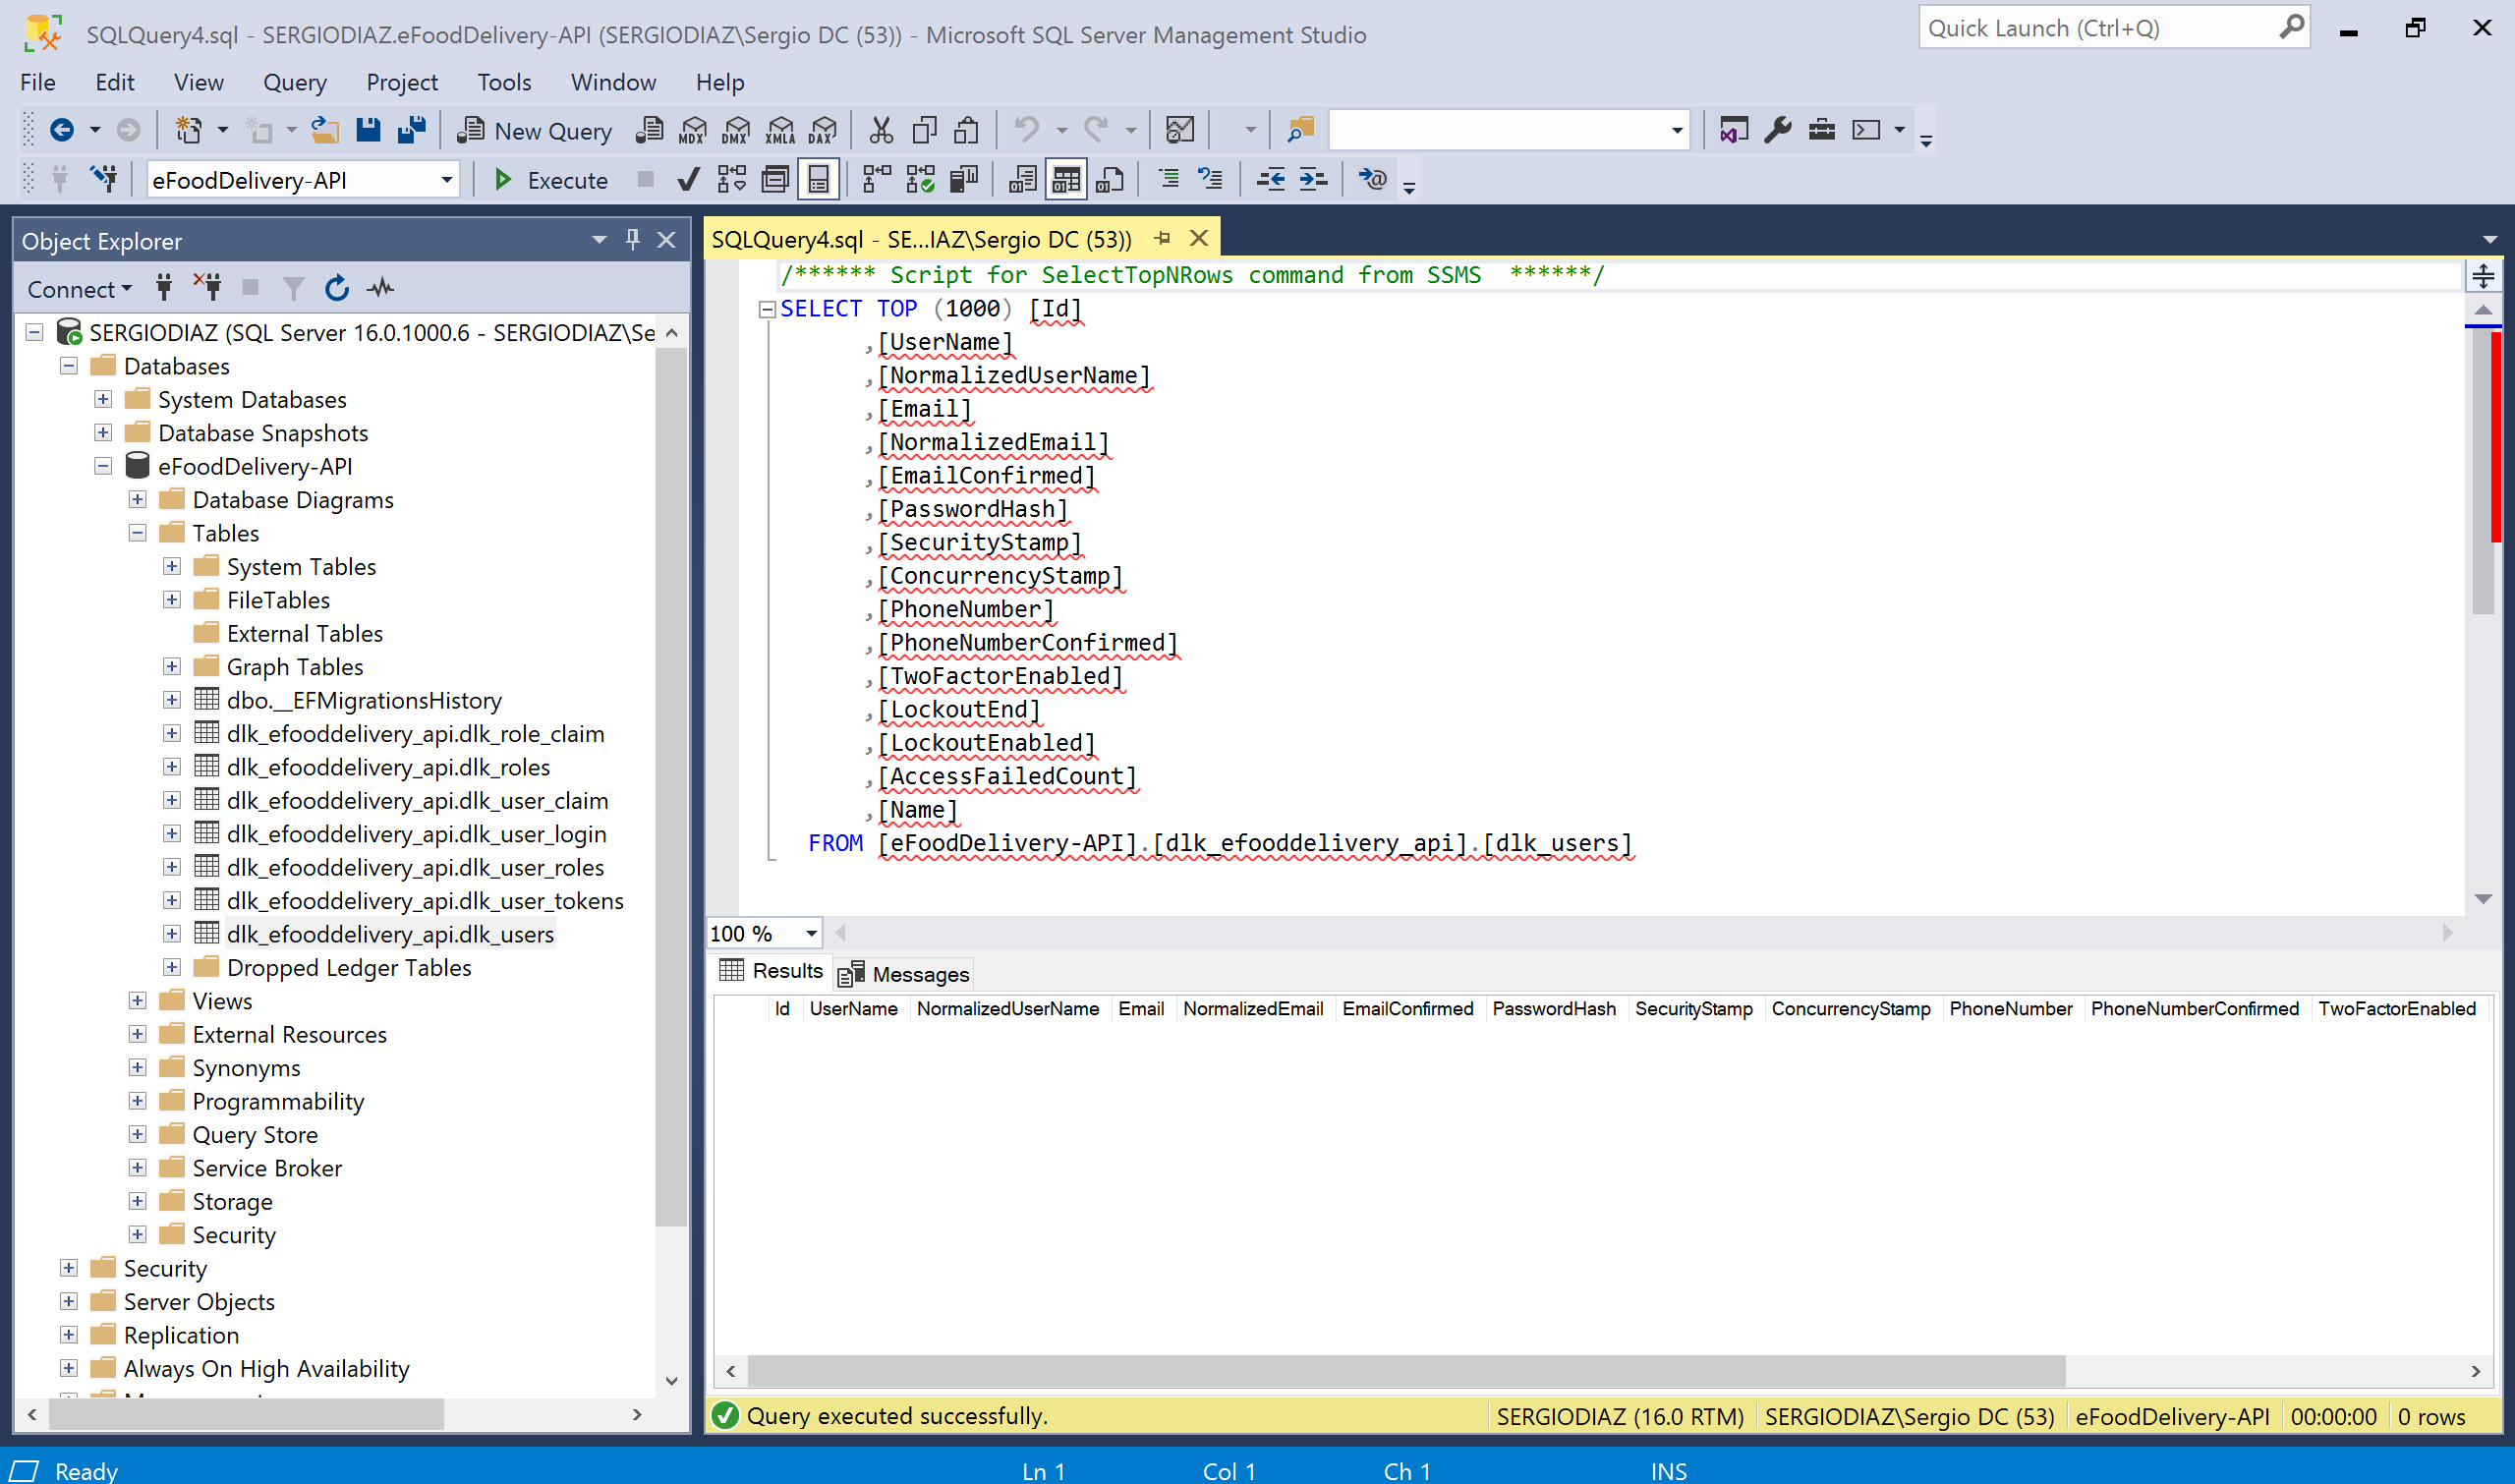 SQLQuery4.sql - SERGIODIAZ.eFoodDelivery-API (SERGIODIAZ\Sergio DC (53)) - Microsoft SQL Server Management Studio
Quick Launch (Ctrl+Q)
File Edit View Query Project Tools Window Help
New Query MDX DMX XMLA DAX
eFoodDelivery-API Execute
Object Explorer
Connect
SERGIODIAZ (SQL Server 16.0.1000.6 - SERGIODIAZ\Se
Databases
System Databases
Database Snapshots
eFoodDelivery-API
Database Diagrams
Tables
System Tables
FileTables
External Tables
Graph Tables
dbo.__EFMigrationsHistory
dlk_efooddelivery_api.dlk_role_claim
dlk_efooddelivery_api.dlk_roles
dlk_efooddelivery_api.dlk_user_claim
dlk_efooddelivery_api.dlk_user_login
dlk_efooddelivery_api.dlk_user_roles
dlk_efooddelivery_api.dlk_user_tokens
dlk_efooddelivery_api.dlk_users
Dropped Ledger Tables
Views
External Resources
Synonyms
Programmability
Query Store
Service Broker
Storage
Security
Security
Server Objects
Replication
Always On High Availability
SQLQuery4.sql - SE...IAZ\Sergio DC (53))
/****** Script for SelectTopNRows command from SSMS ******/
SELECT TOP (1000) [Id]
,[UserName]
,[NormalizedUserName]
,[Email]
,[NormalizedEmail]
,[EmailConfirmed]
,[PasswordHash]
,[SecurityStamp]
,[ConcurrencyStamp]
,[PhoneNumber]
,[PhoneNumberConfirmed]
,[TwoFactorEnabled]
,[LockoutEnd]
,[LockoutEnabled]
,[AccessFailedCount]
,[Name]
FROM [eFoodDelivery-API].[dlk_efooddelivery_api].[dlk_users]
100 %
Results Messages
Id UserName NormalizedUserName Email NormalizedEmail EmailConfirmed PasswordHash SecurityStamp ConcurrencyStamp PhoneNumber PhoneNumberConfirmed TwoFactorEnabled
Query executed successfully. SERGIODIAZ (16.0 RTM) SERGIODIAZ\Sergio DC (53) eFoodDelivery-API 00:00:00 0 rows
Ready Ln 1 Col 1 Ch 1 INS